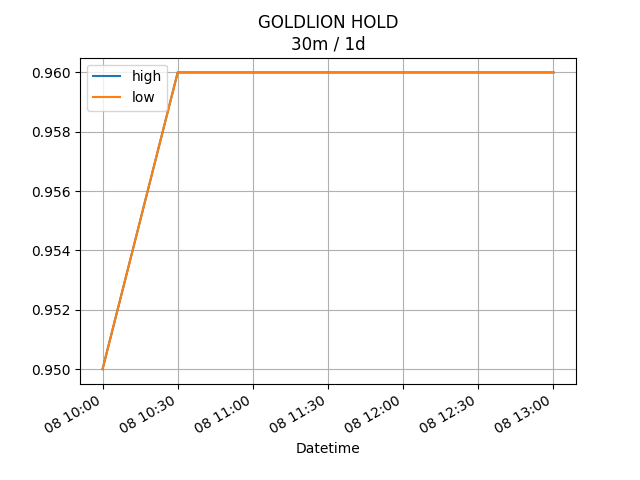 GOLDLION HOLD
30m / 1d
high
low
0.960
0.958
0.956
0.954
0.952
0.950
08 10:00
08 10:30
08 11:00
08 11:30
08 12:00
08 12:30
08 13:00
Datetime